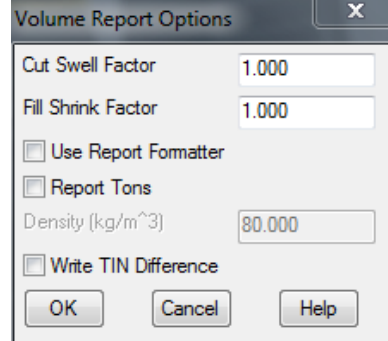 Volume Report Options X
Cut Swell Factor 1.000
Fill Shrink Factor 1.000
Use Report Formatter
Report Tons
Density (kg/m^3) 80.000
Write TIN Difference
OK Cancel Help